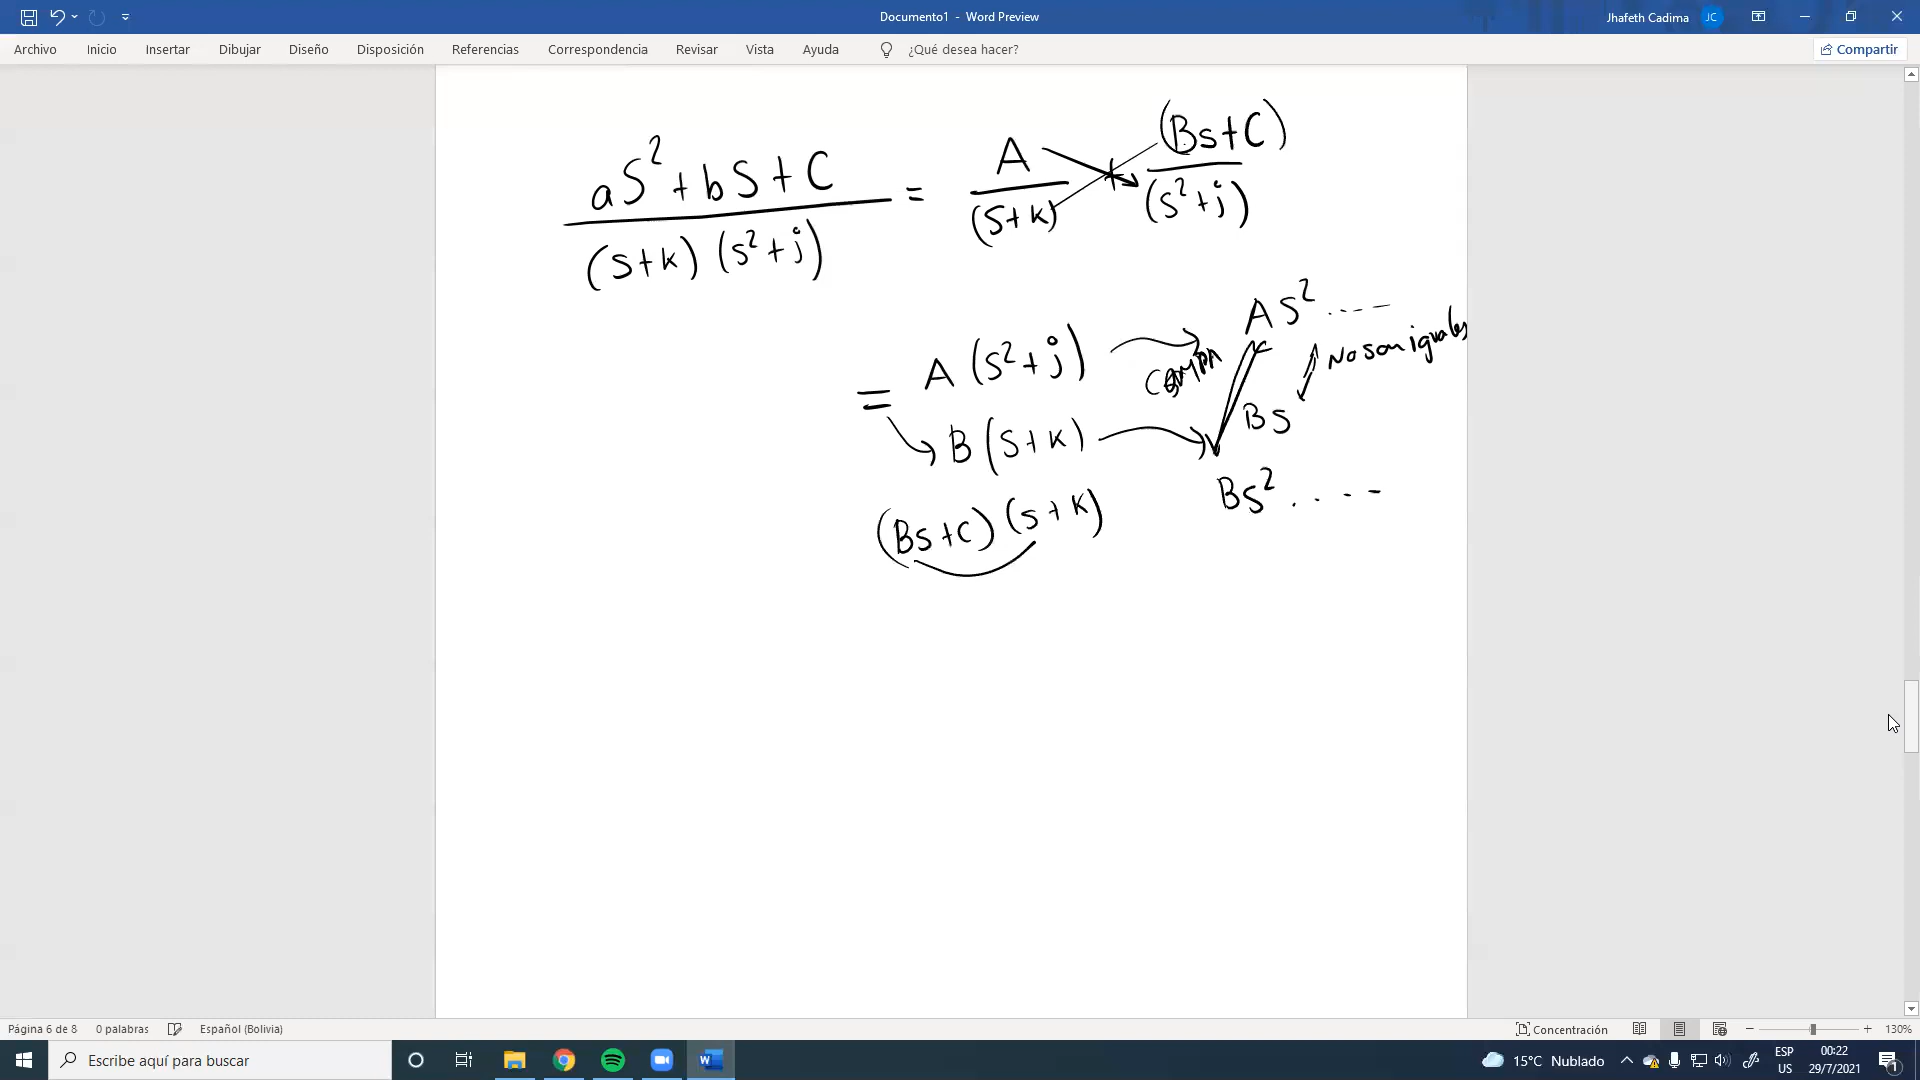 Documento1 - Word Preview
Jhafeth Cadima
JC
Archivo Inicio Insertar Dibujar Diseño Disposición Referencias Correspondencia Revisar Vista Ayuda ¿Qué desea hacer?
Compartir
aS²+bS+C / (S+k)(s²+j) = A / (S+k) + (Bs+C) / (S²+j)
= A(S²+j)
AS² ....
No son iguales
B(S+k)
BS
(Bs+C)(s+k)
BS² ....
Página 6 de 8 0 palabras Español (Bolivia)
Concentración
130%
Escribe aquí para buscar
15°C Nublado
ESP
US
00:22
29/7/2021
1